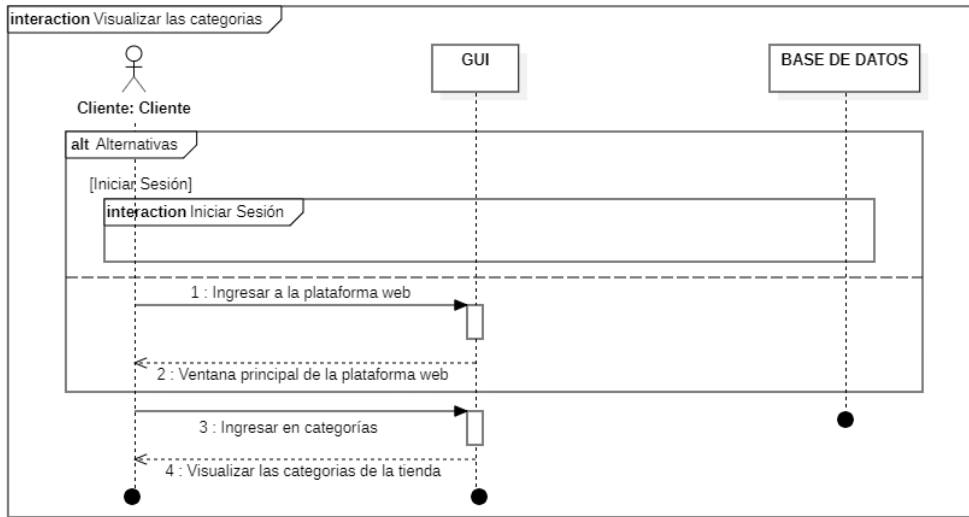 interaction Visualizar las categorias
GUI
BASE DE DATOS
Cliente: Cliente
alt Alternativas
[Iniciar Sesión]
interaction Iniciar Sesión
1 : Ingresar a la plataforma web
2 : Ventana principal de la plataforma web
3 : Ingresar en categorías
4 : Visualizar las categorias de la tienda